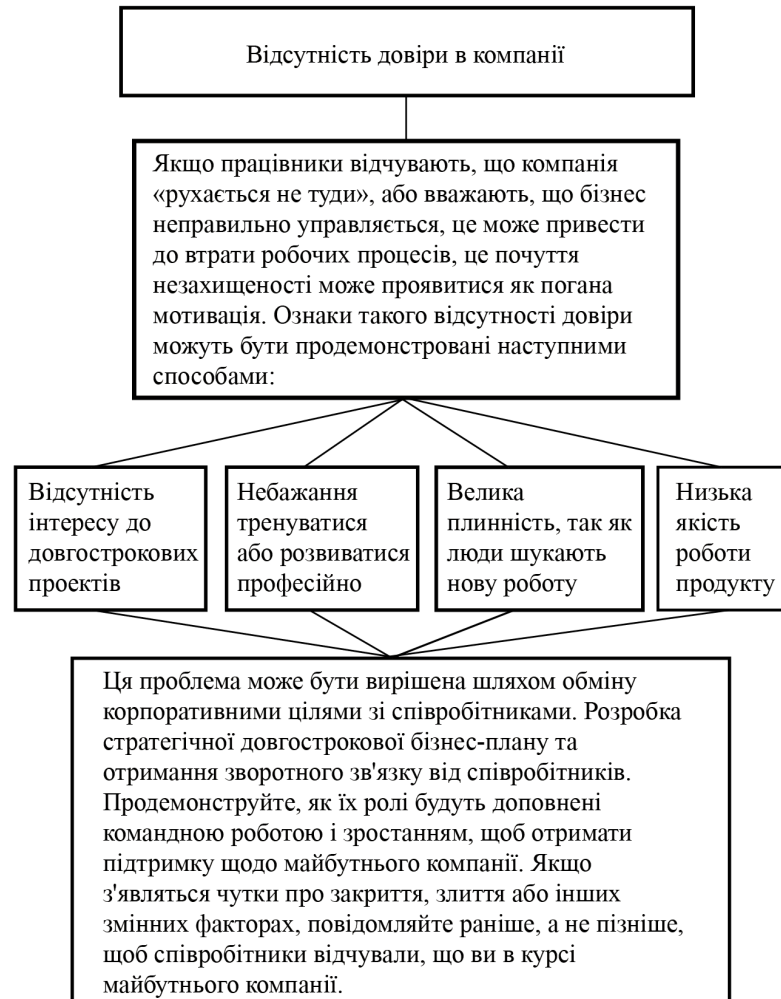 Відсутність довіри в компанії
Якщо працівники відчувають, що компанія
«рухається не туди», або вважають, що бізнес
неправильно управляється, це може привести
до втрати робочих процесів, це почуття
незахищеності може проявитися як погана
мотивація. Ознаки такого відсутності довіри
можуть бути продемонстровані наступними
способами:
Відсутність
інтересу до
довгострокових
проектів
Небажання
тренуватися
або розвиватися
професійно
Велика
плинність, так як
люди шукають
нову роботу
Низька
якість
роботи
продукту
Ця проблема може бути вирішена шляхом обміну
корпоративними цілями зі співробітниками. Розробка
стратегічної довгострокової бізнес-плану та
отримання зворотного зв'язку від співробітників.
Продемонструйте, як їх ролі будуть доповнені
командною роботою і зростанням, щоб отримати
підтримку щодо майбутнього компанії. Якщо
з'являться чутки про закриття, злиття або інших
змінних факторах, повідомляйте раніше, а не пізніше,
щоб співробітники відчували, що ви в курсі
майбутнього компанії.